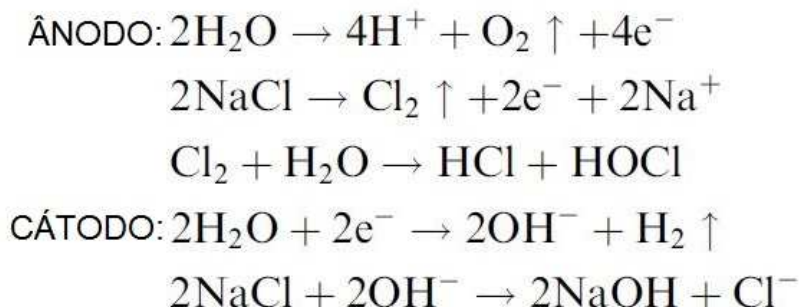 ÂNODO: 2H₂O → 4H⁺ + O₂ ↑ +4e⁻
2NaCl → Cl₂ ↑ +2e⁻ + 2Na⁺
Cl₂ + H₂O → HCl + HOCl
CÁTODO: 2H₂O + 2e⁻ → 2OH⁻ + H₂ ↑
2NaCl + 2OH⁻ → 2NaOH + Cl⁻